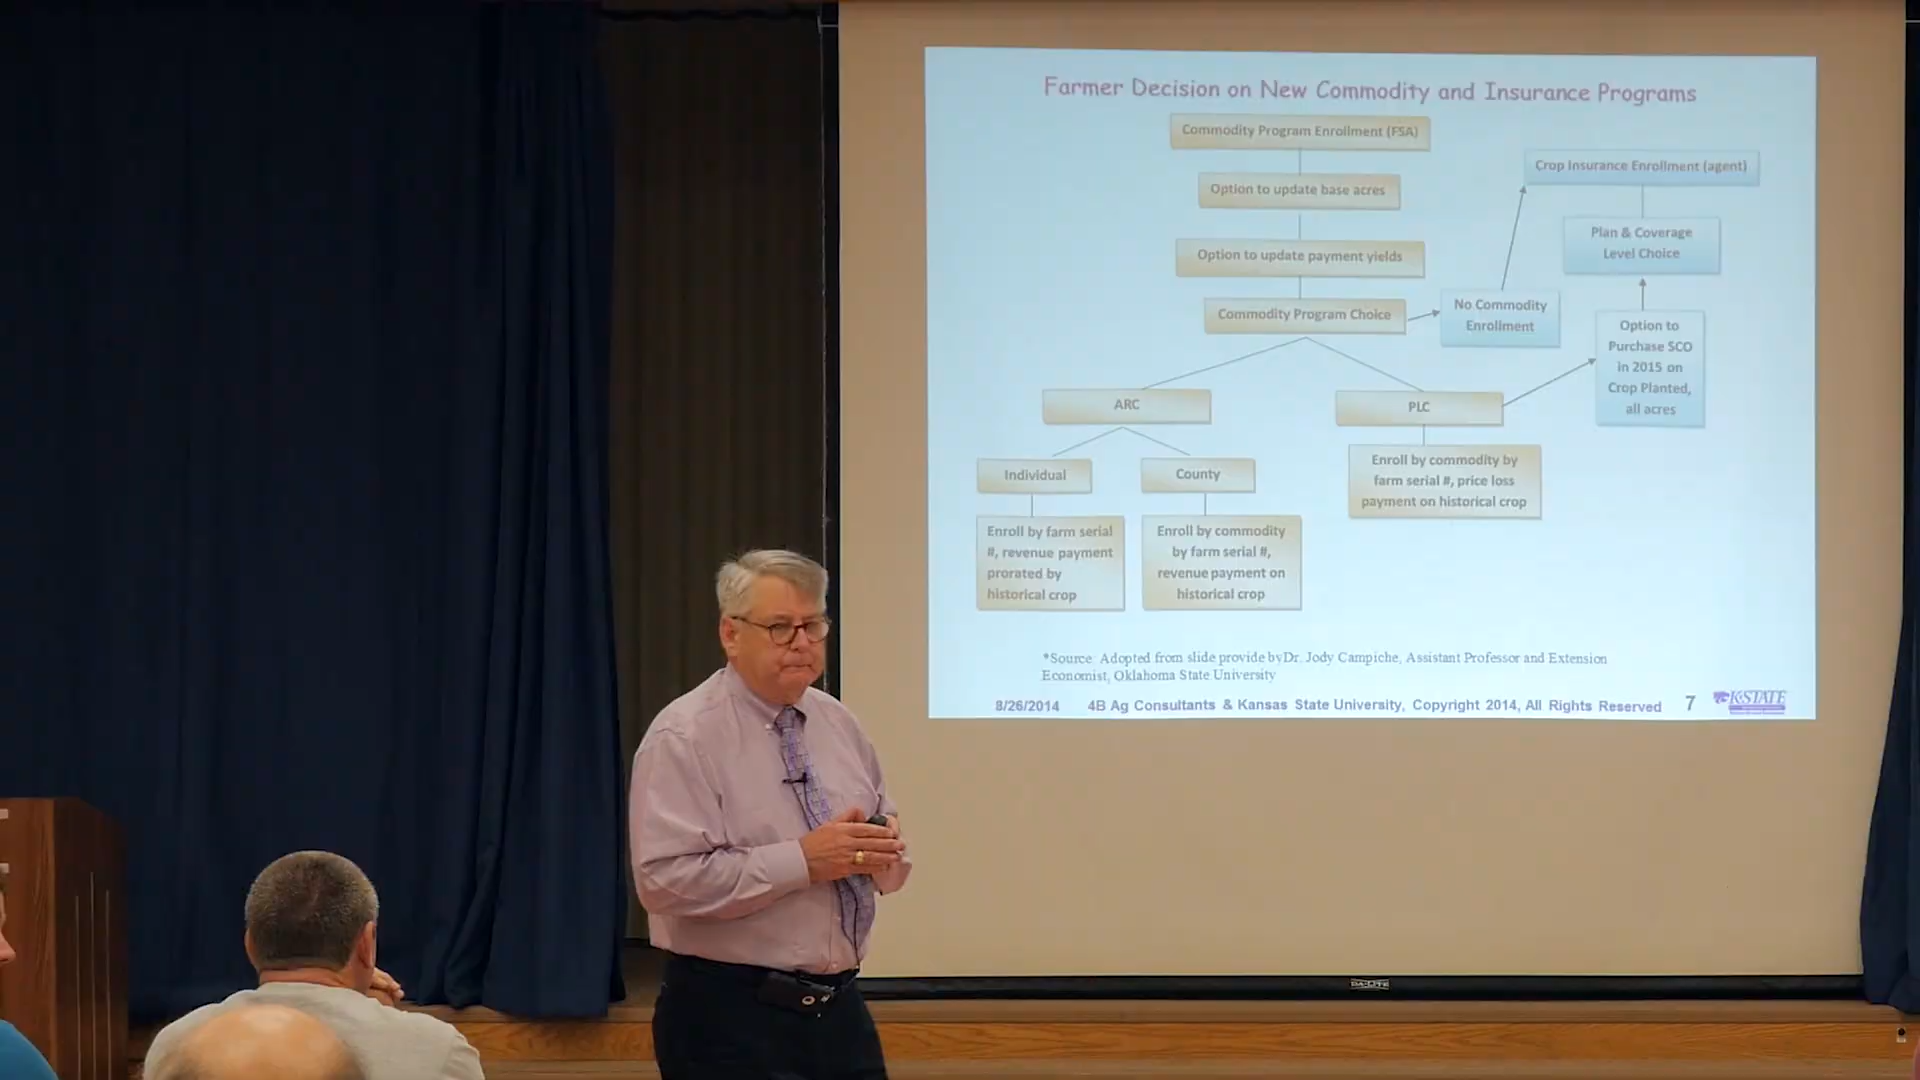 Farmer Decision on New Commodity and Insurance Programs
Commodity Program Enrollment (FSA)
Option to update base acres
Option to update payment yields
Commodity Program Choice
No Commodity
Enrollment
Crop Insurance Enrollment (agent)
Plan & Coverage
Level Choice
Option to
Purchase SCO
in 2015 on
Crop Planted,
all acres
ARC
PLC
Individual
County
Enroll by farm serial
#, revenue payment
prorated by
historical crop
Enroll by commodity
by farm serial #,
revenue payment on
historical crop
Enroll by commodity by
farm serial #, price loss
payment on historical crop
*Source: Adopted from slide provide by Dr. Jody Campiche, Assistant Professor and Extension
Economist, Oklahoma State University
8/26/2014 4B Ag Consultants & Kansas State University, Copyright 2014, All Rights Reserved 7 K-STATE
DA-LITE